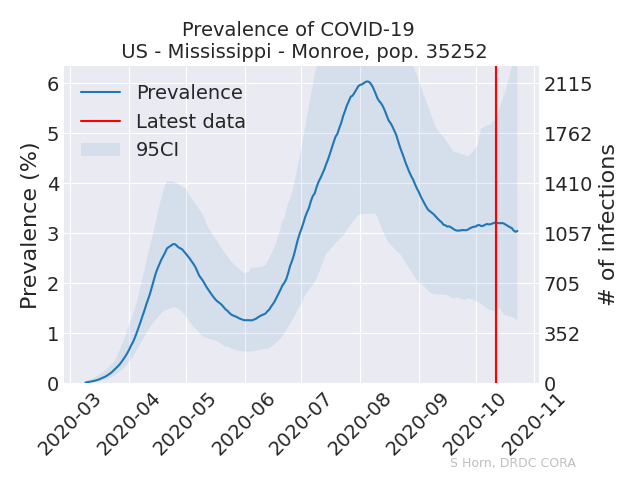 Prevalence of COVID-19
US - Mississippi - Monroe, pop. 35252
Prevalence
Latest data
95CI
Prevalence (%)
6
5
4
3
2
1
0
2115
1762
1410
1057
705
352
0
# of infections
2020-03
2020-04
2020-05
2020-06
2020-07
2020-08
2020-09
2020-10
2020-11
S Horn, DRDC CORA